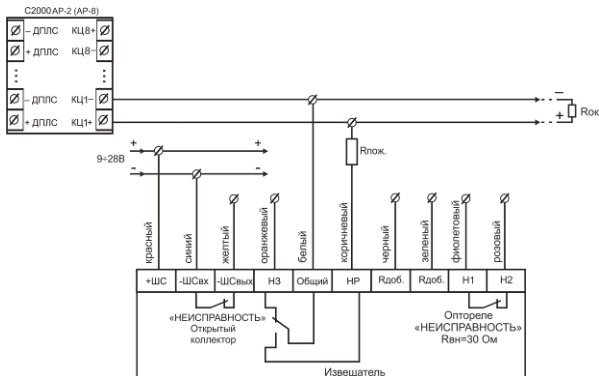 С2000АР-2 (АР-8)
– ДПЛС КЦ8+
+ ДПЛС КЦ8–
– ДПЛС КЦ1–
+ ДПЛС КЦ1+
–
+
Rок
Rпож.
+ +
9÷28В
- -
красный
синий
желтый
оранжевый
белый
коричневый
черный
зеленый
фиолетовый
розовый
+ШС -ШСвх -ШСвых НЗ Общий НР Rдоб. Rдоб. Н1 Н2
«НЕИСПРАВНОСТЬ»
Открытый
коллектор
Оптореле
«НЕИСПРАВНОСТЬ»
Rвн=30 Ом
Извещатель